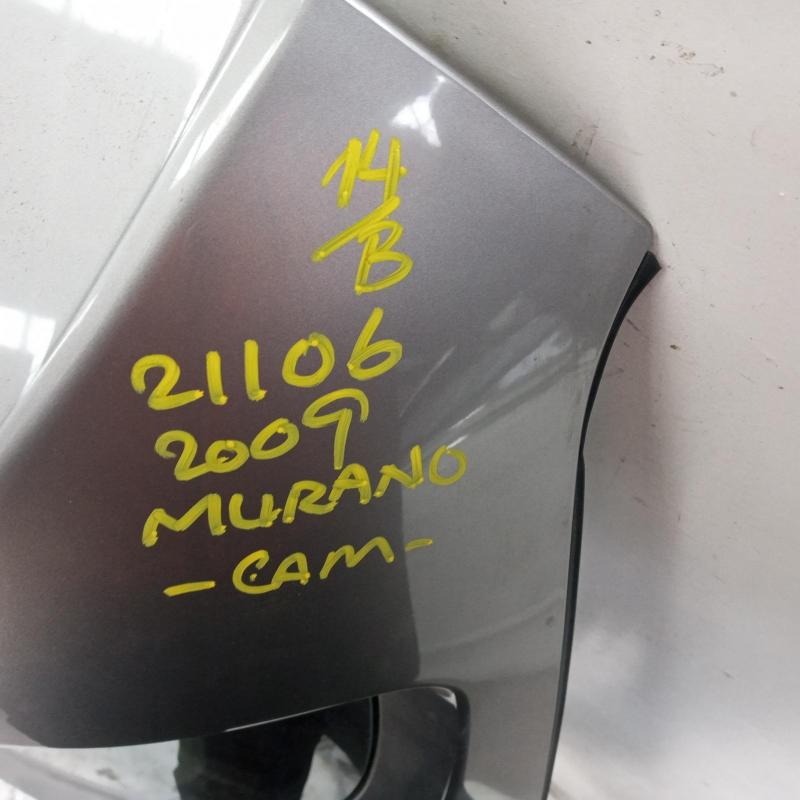 14
/B
21106
2009
MURANO
-CAM-